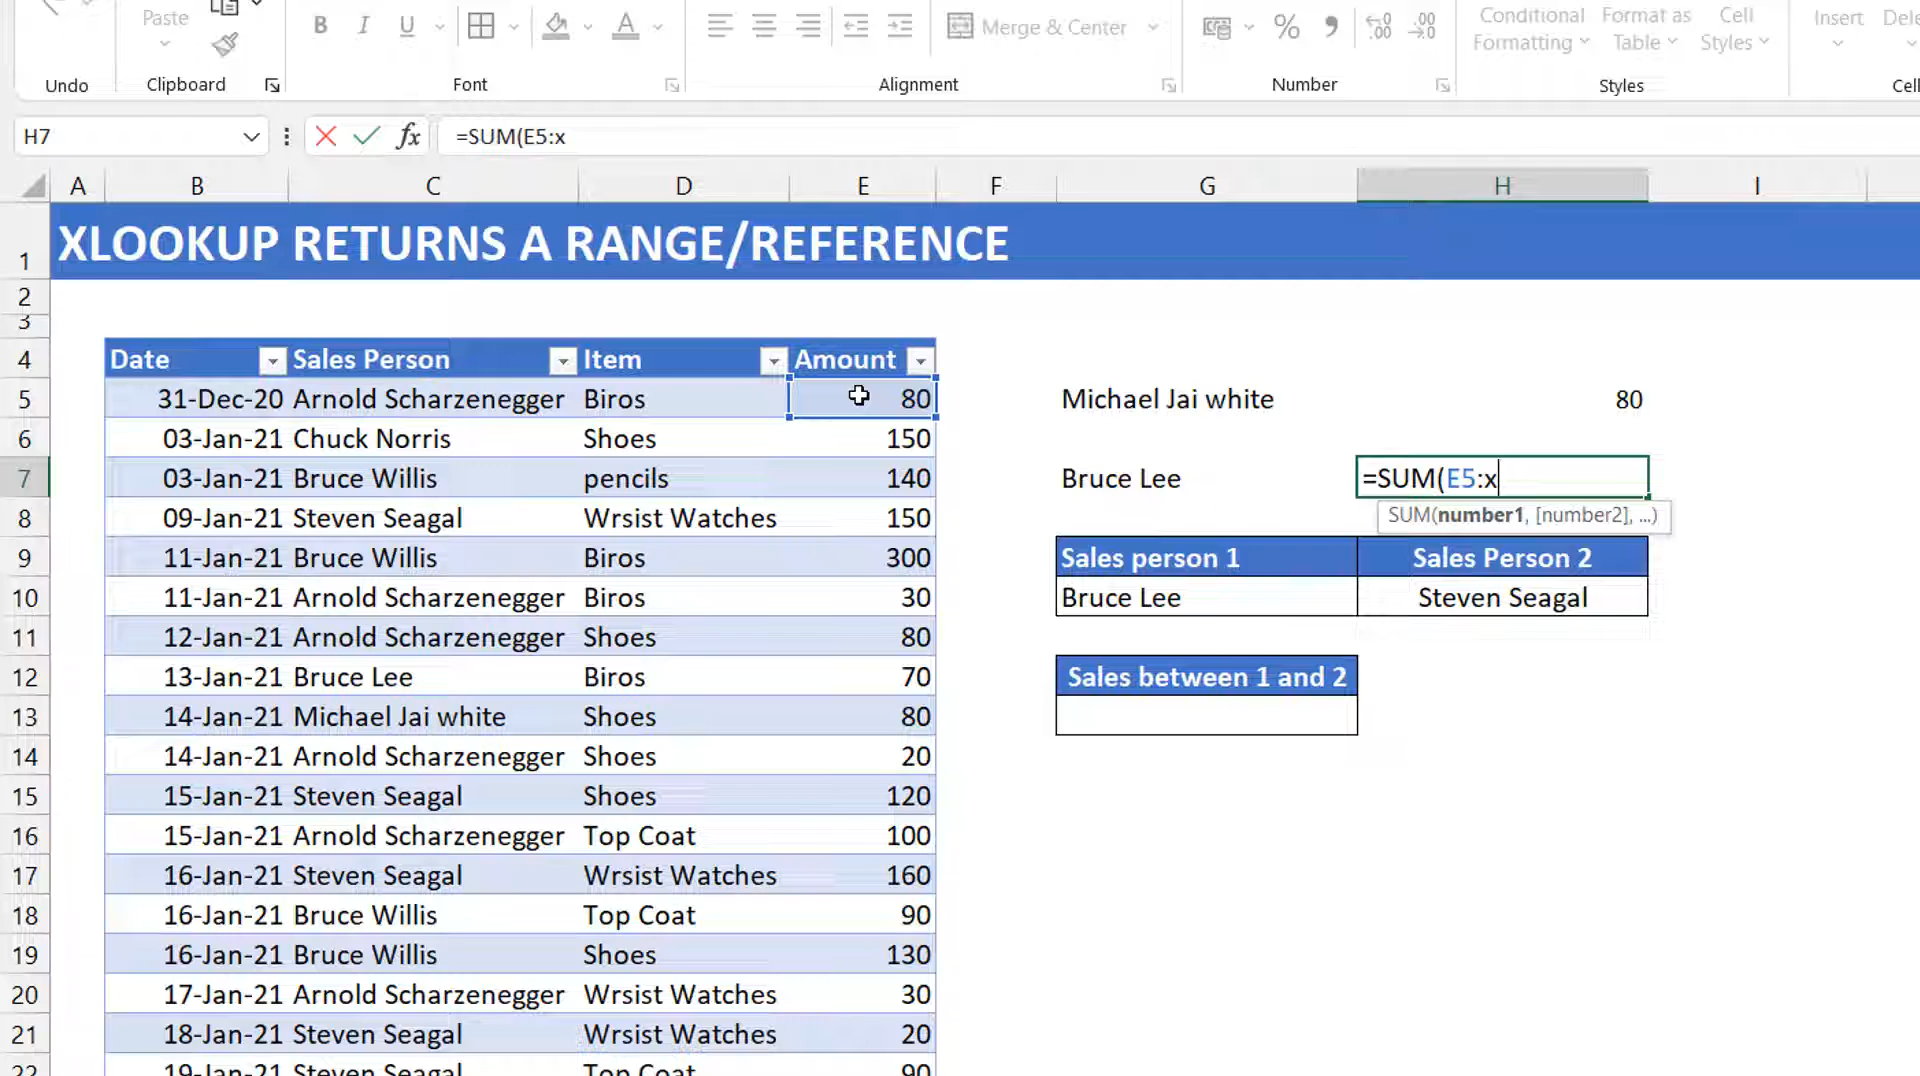 Paste
B I U A
Merge & Center
%
Conditional
Formatting
Format as
Table
Cell
Styles
Insert
Dele
Undo Clipboard Font Alignment Number Styles Cell
H7 fx =SUM(E5:x
A B C D E F G H I
1 XLOOKUP RETURNS A RANGE/REFERENCE
2
3
4 Date Sales Person Item Amount
5 31-Dec-20 Arnold Scharzenegger Biros 80 Michael Jai white 80
6 03-Jan-21 Chuck Norris Shoes 150
7 03-Jan-21 Bruce Willis pencils 140 Bruce Lee =SUM(E5:x
8 09-Jan-21 Steven Seagal Wrsist Watches 150 SUM(number1, [number2], ...)
9 11-Jan-21 Bruce Willis Biros 300 Sales person 1 Sales Person 2
10 11-Jan-21 Arnold Scharzenegger Biros 30 Bruce Lee Steven Seagal
11 12-Jan-21 Arnold Scharzenegger Shoes 80
12 13-Jan-21 Bruce Lee Biros 70 Sales between 1 and 2
13 14-Jan-21 Michael Jai white Shoes 80
14 14-Jan-21 Arnold Scharzenegger Shoes 20
15 15-Jan-21 Steven Seagal Shoes 120
16 15-Jan-21 Arnold Scharzenegger Top Coat 100
17 16-Jan-21 Steven Seagal Wrsist Watches 160
18 16-Jan-21 Bruce Willis Top Coat 90
19 16-Jan-21 Bruce Willis Shoes 130
20 17-Jan-21 Arnold Scharzenegger Wrsist Watches 30
21 18-Jan-21 Steven Seagal Wrsist Watches 20
22 19-Jan-21 Steven Seagal Top Coat 90